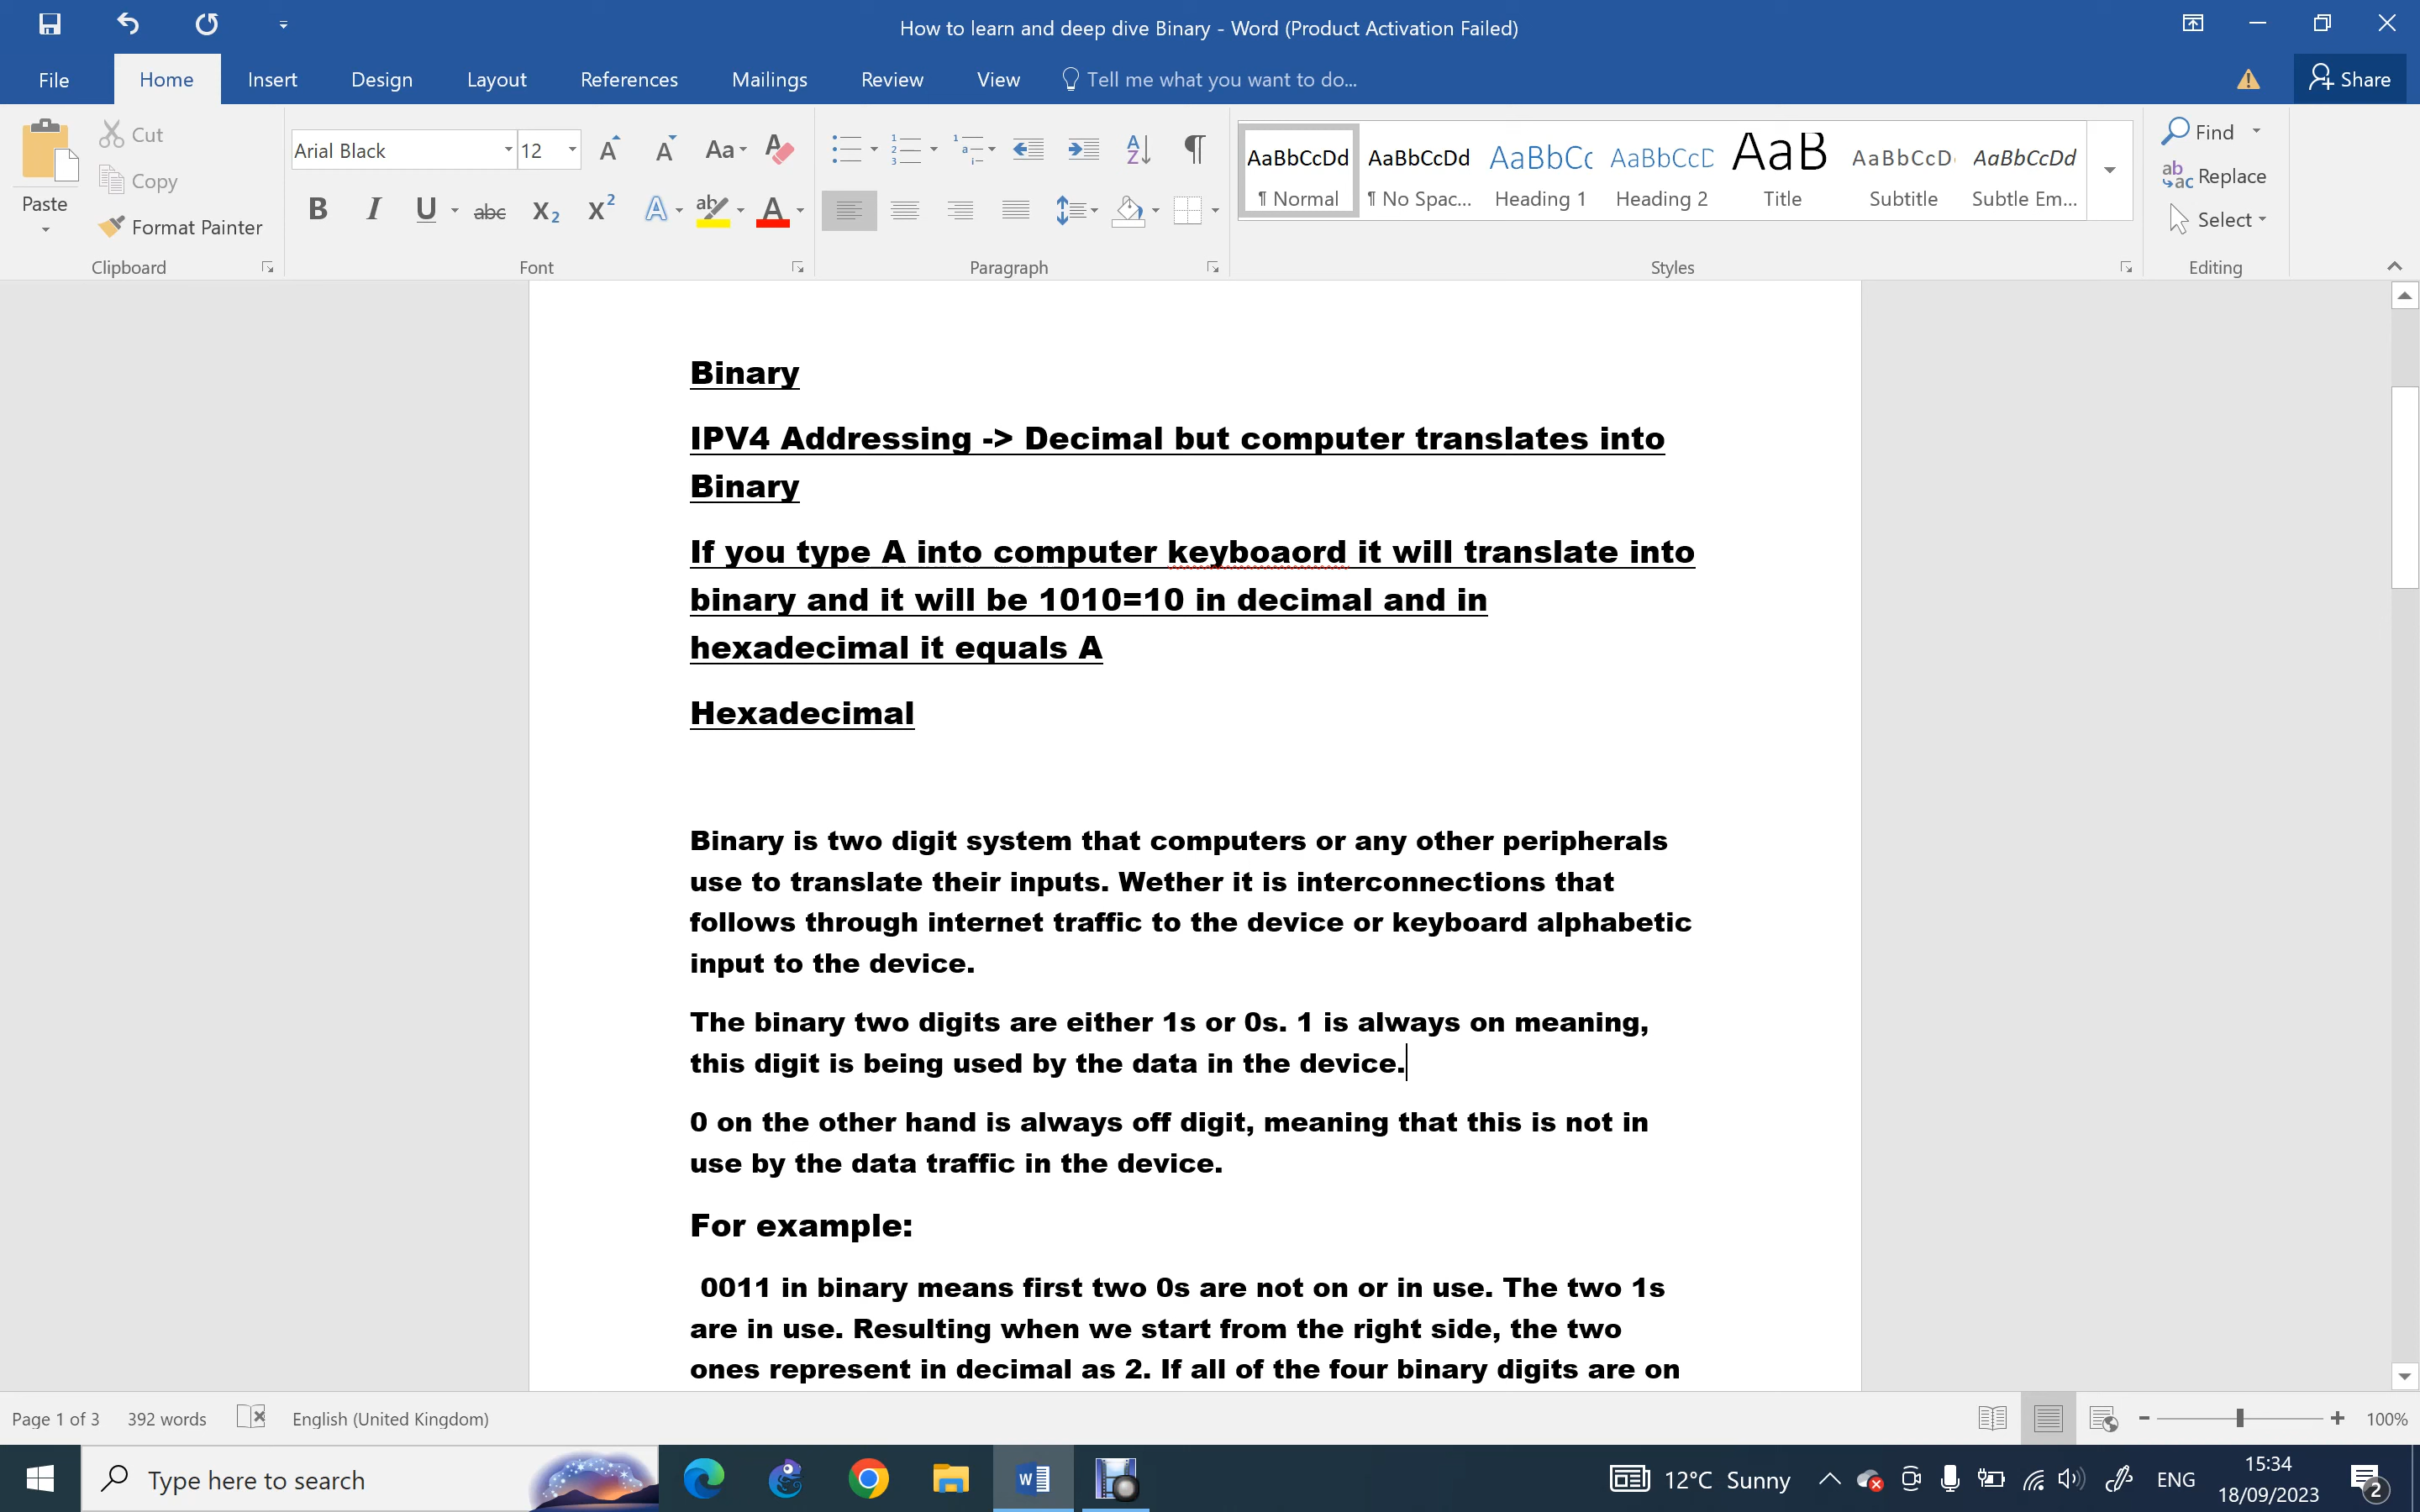 How to learn and deep dive Binary - Word (Product Activation Failed)
File Home Insert Design Layout References Mailings Review View Tell me what you want to do... Share
Paste
Cut
Copy
Format Painter
Clipboard
Arial Black 12
Font
Paragraph
AaBbCcDd AaBbCcDd AaBbCc AaBbCcD AaB AaBbCcD AaBbCcDd
¶ Normal ¶ No Spac... Heading 1 Heading 2 Title Subtitle Subtle Em...
Styles
Find
Replace
Select
Editing
Binary
IPV4 Addressing -> Decimal but computer translates into
Binary
If you type A into computer keyboaord it will translate into
binary and it will be 1010=10 in decimal and in
hexadecimal it equals A
Hexadecimal
Binary is two digit system that computers or any other peripherals
use to translate their inputs. Wether it is interconnections that
follows through internet traffic to the device or keyboard alphabetic
input to the device.
The binary two digits are either 1s or 0s. 1 is always on meaning,
this digit is being used by the data in the device.
0 on the other hand is always off digit, meaning that this is not in
use by the data traffic in the device.
For example:
0011 in binary means first two 0s are not on or in use. The two 1s
are in use. Resulting when we start from the right side, the two
ones represent in decimal as 2. If all of the four binary digits are on
Page 1 of 3 392 words English (United Kingdom) 100%
Type here to search
12°C Sunny ENG
15:34
18/09/2023
2